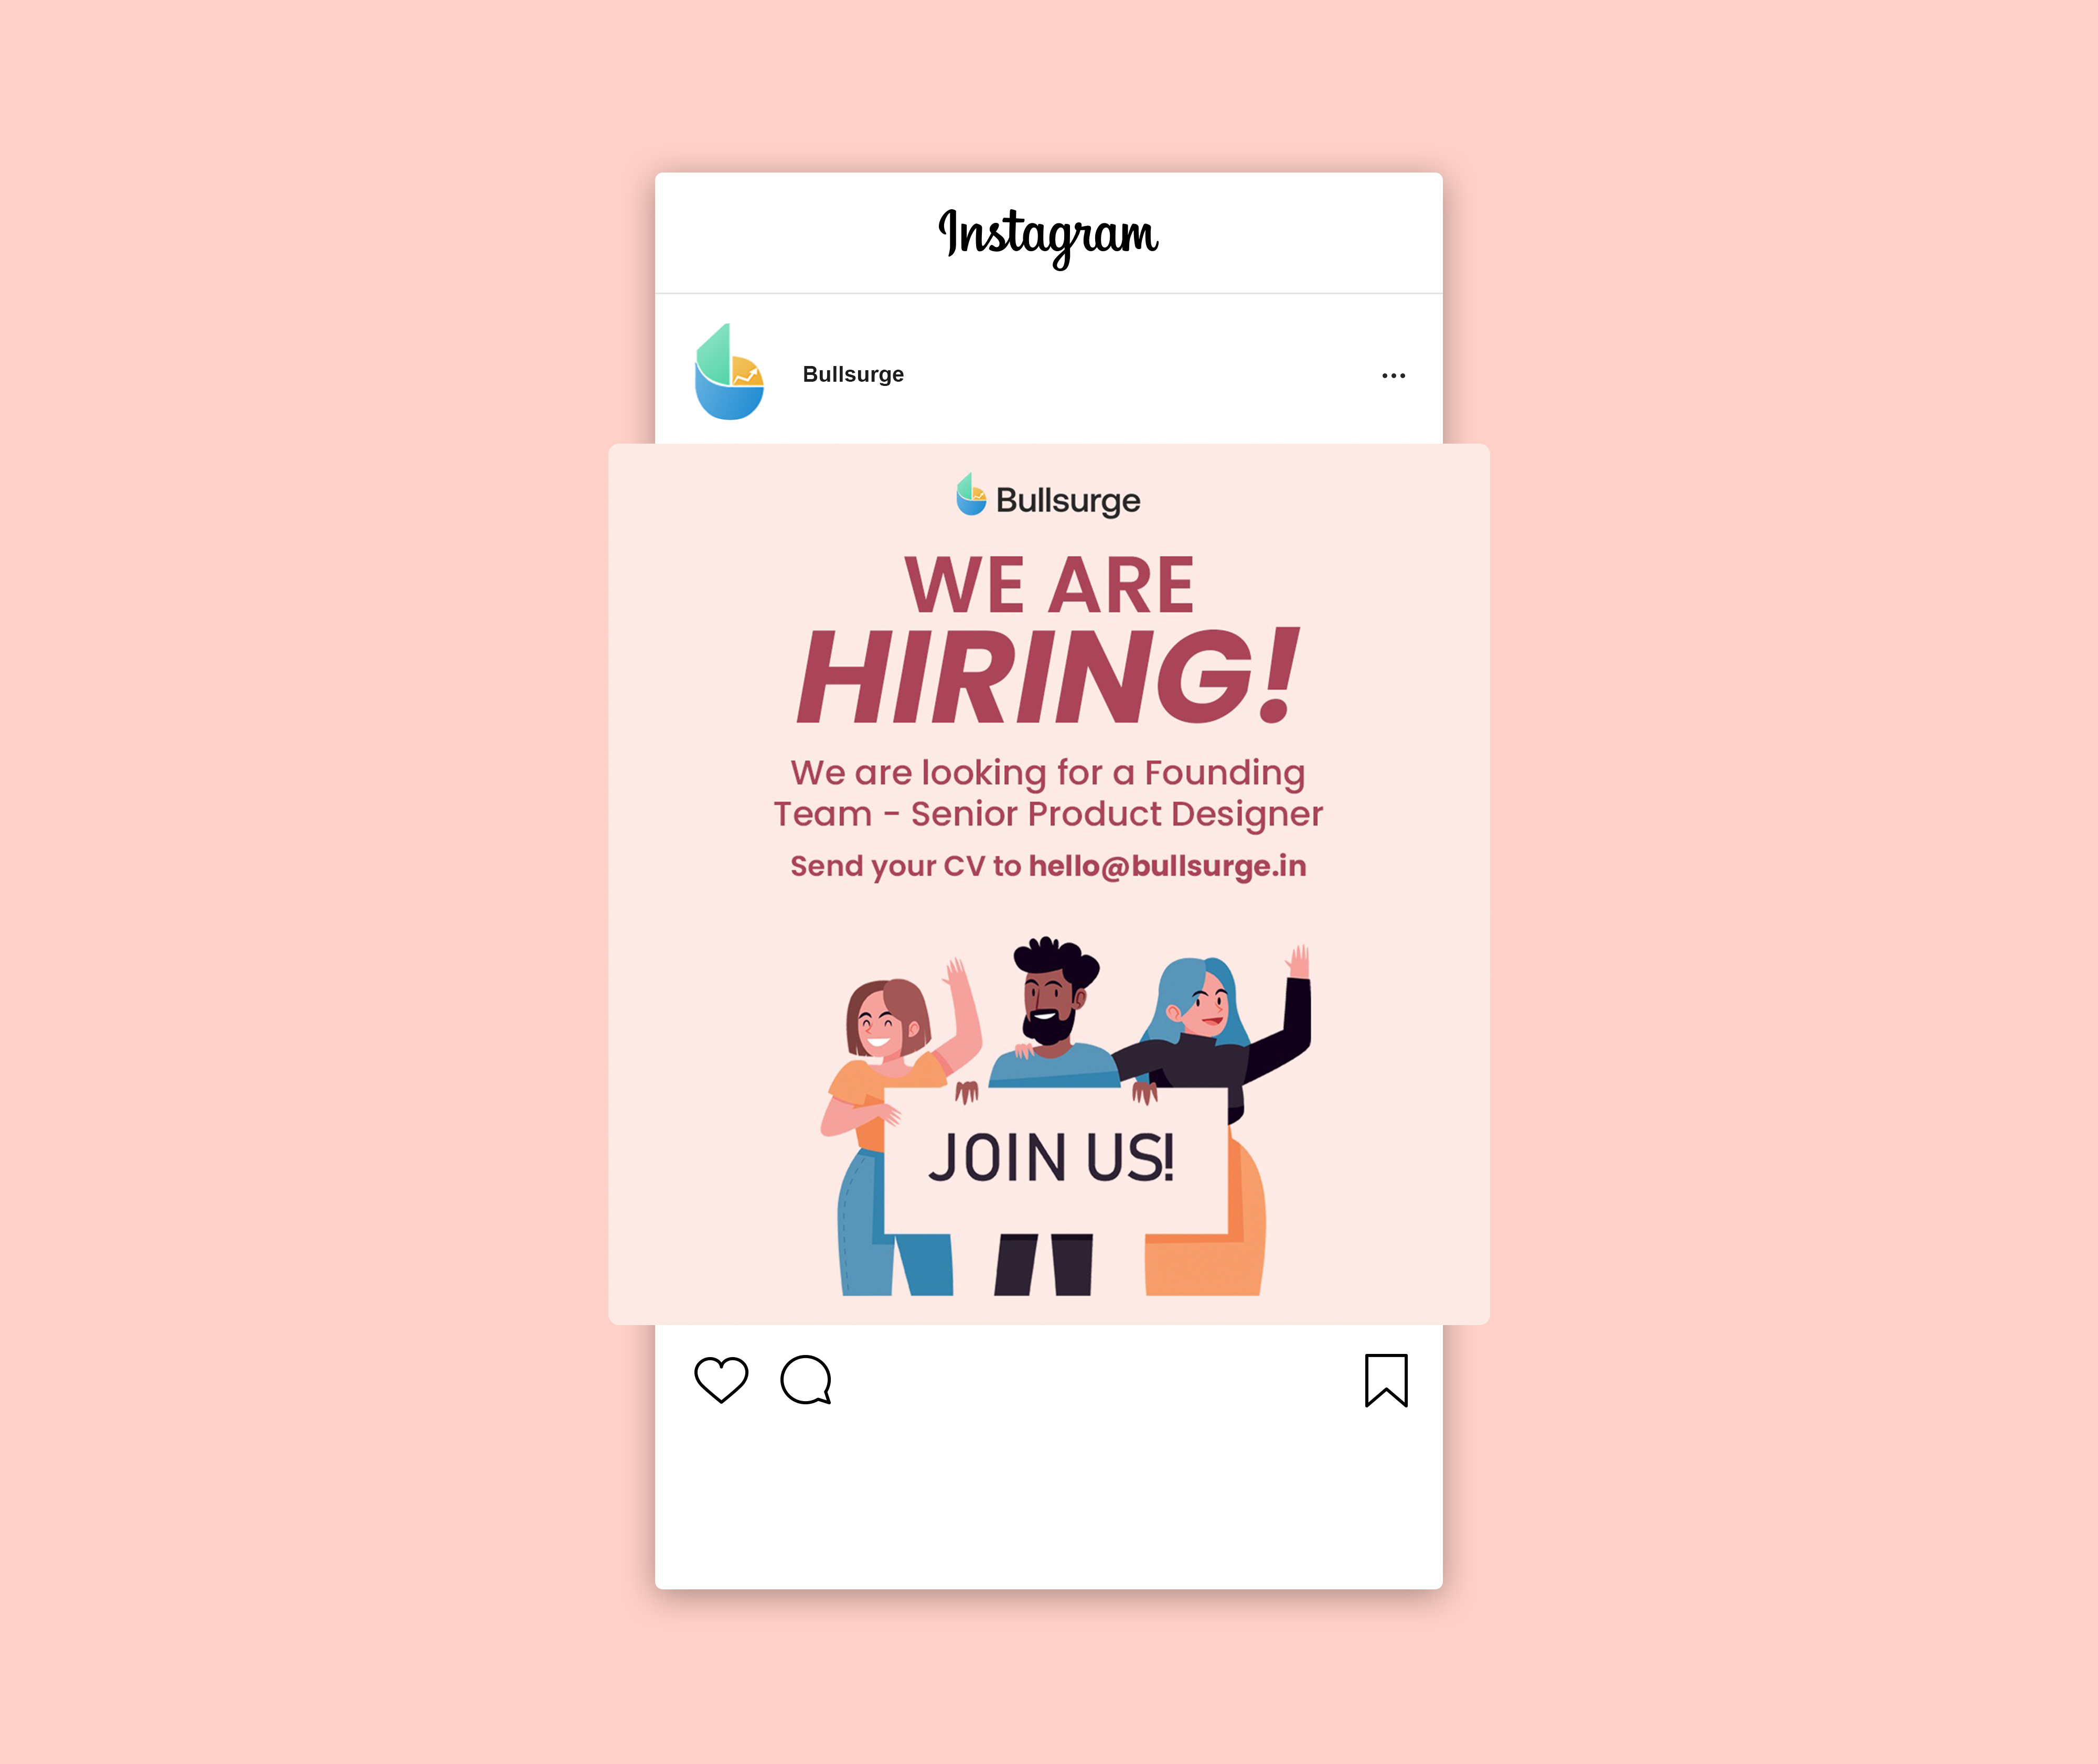 Instagram
Bullsurge
Bullsurge
WE ARE
HIRING!
We are looking for a Founding
Team - Senior Product Designer
Send your CV to hello@bullsurge.in
JOIN US!